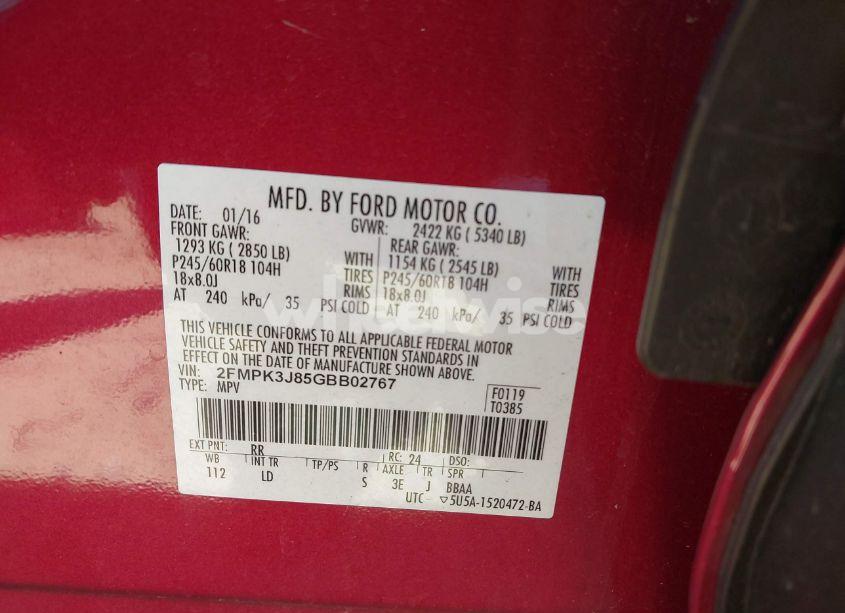 MFD. BY FORD MOTOR CO.
DATE: 01/16 GVWR: 2422 KG ( 5340 LB)
FRONT GAWR: REAR GAWR:
1293 KG ( 2850 LB) WITH 1154 KG ( 2545 LB) WITH
P245/60R18 104H TIRES P245/60R18 104H TIRES
18x8.0J RIMS 18x8.0J RIMS
AT 240 kPa/ 35 PSI COLD AT 240 kPa/ 35 PSI COLD
THIS VEHICLE CONFORMS TO ALL APPLICABLE FEDERAL MOTOR
VEHICLE SAFETY AND THEFT PREVENTION STANDARDS IN
EFFECT ON THE DATE OF MANUFACTURE SHOWN ABOVE.
VIN: 2FMPK3J85GBB02767
TYPE: MPV
F0119
T0385
EXT PNT: RR RC: 24 DSO:
WB INT TR TP/PS R AXLE TR SPR
112 LD S 3E J BBAA
UTC ▽5U5A-1520472-BA
wheelwise